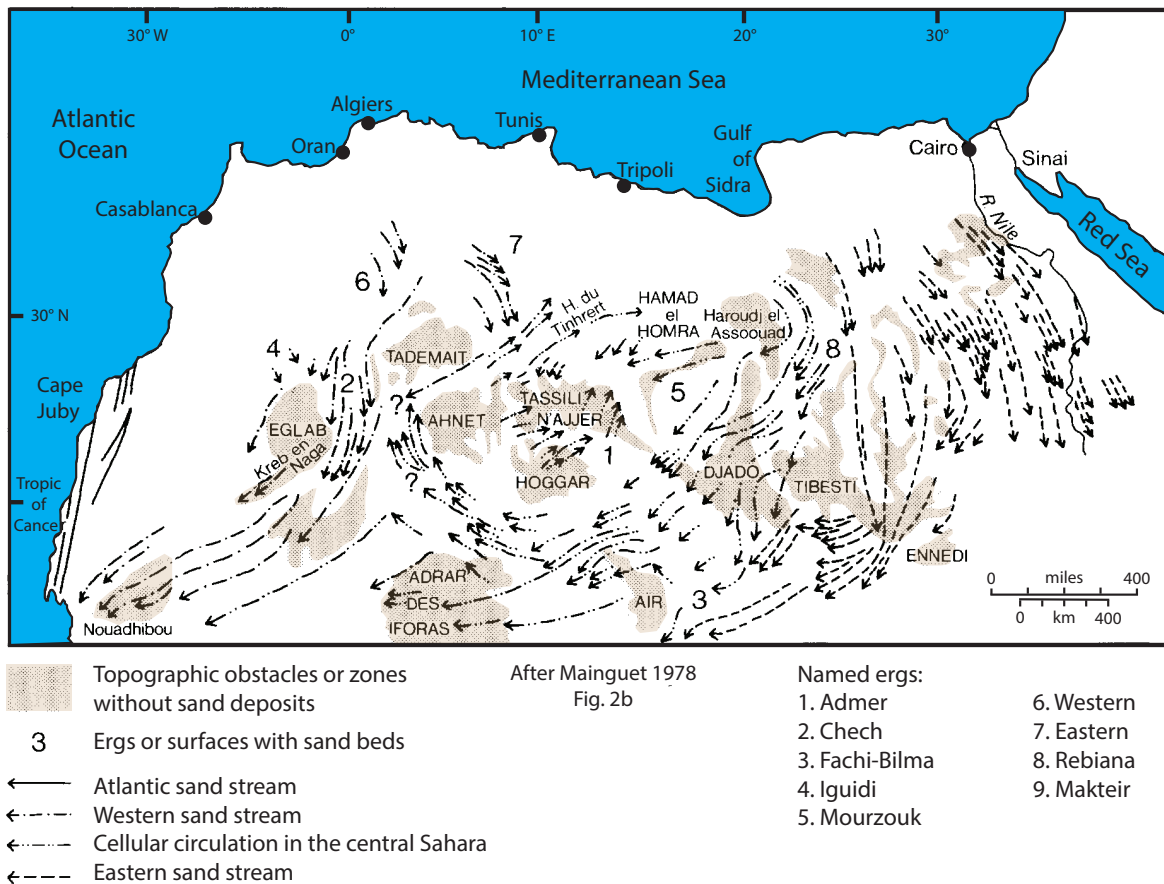 30° W
0°
10° E
20°
30°
Mediterranean Sea
Atlantic
Ocean
Algiers
Oran
Tunis
Gulf
of
Sidra
Tripoli
Cairo
Sinai
Casablanca
R. Nile
Red Sea
6
7
30° N
H. du
Tinhrert
HAMAD
el
HOMRA
Haroudj el
Assoouad
TADEMAIT
4
2
8
Cape
Juby
5
?
AHNET
TASSILI
N'AJJER
EGLAB
Kreb en
Naga
1
?
HOGGAR
DJADO
TIBESTI
Tropic
of
Cancer
ENNEDI
ADRAR
DES
IFORAS
AIR
3
Nouadhibou
0 miles 400
0 km 400
Topographic obstacles or zones
without sand deposits
3 Ergs or surfaces with sand beds
Atlantic sand stream
Western sand stream
Cellular circulation in the central Sahara
Eastern sand stream
After Mainguet 1978
Fig. 2b
Named ergs:
1. Admer
2. Chech
3. Fachi-Bilma
4. Iguidi
5. Mourzouk
6. Western
7. Eastern
8. Rebiana
9. Makteir